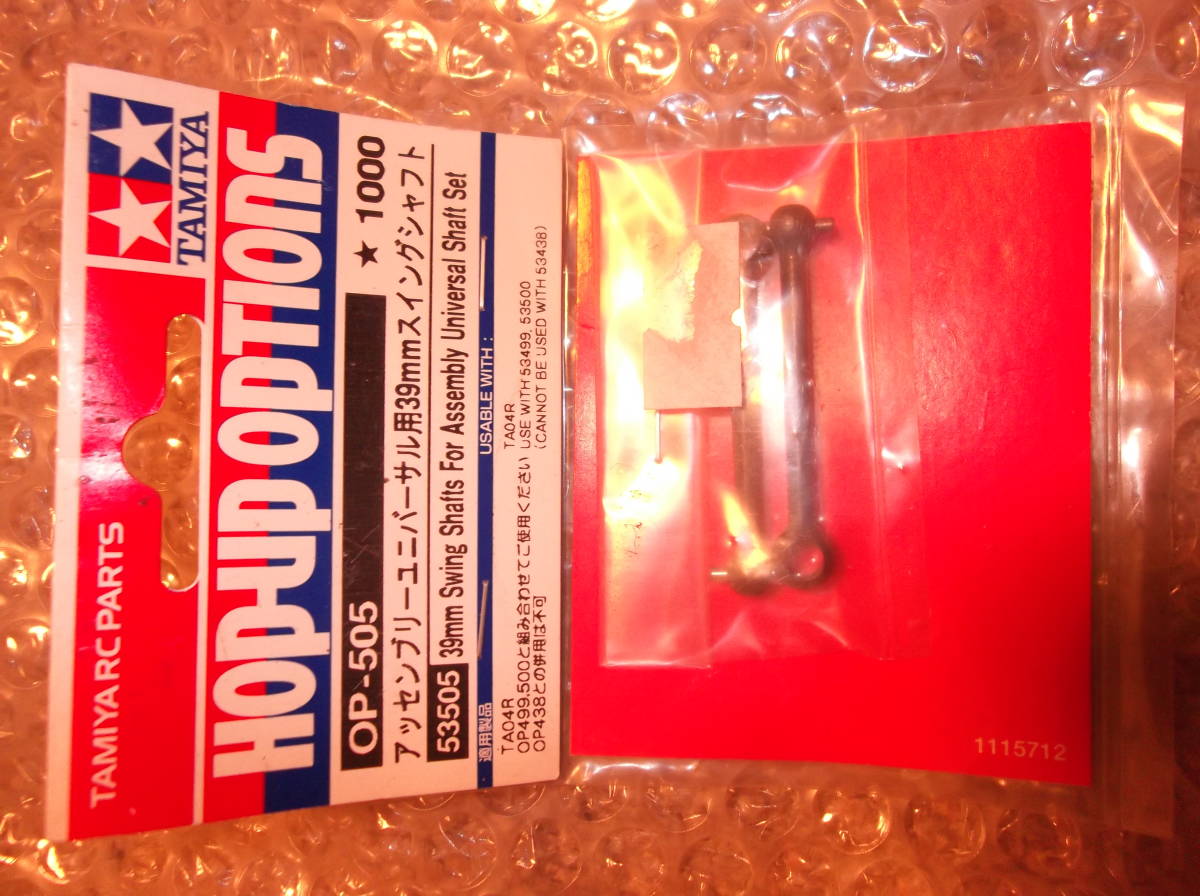 TAMIYA RC PARTS
TAMIYA
HOP-UP OPTIONS
OP-505 ★ 1000
アッセンブリーユニバーサル用39mmスイングシャフト
53505 39mm Swing Shafts For Assembly Universal Shaft Set
適用製品 USABLE WITH :
TA04R TA04R
OP499,500と組み合わせてご使用ください USE WITH 53499, 53500
OP438との併用は不可 (CANNOT BE USED WITH 53438)
1115712